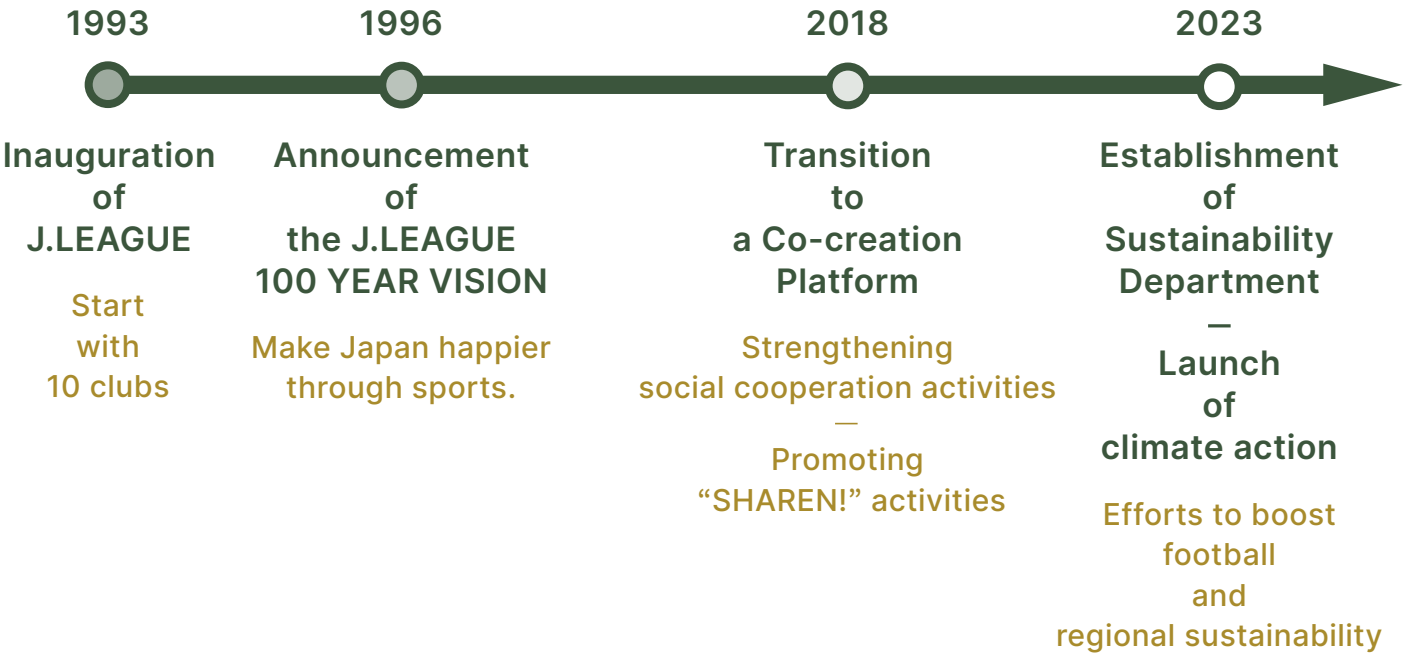 1993
Inauguration
of
J.LEAGUE
Start
with
10 clubs
1996
Announcement
of
the J.LEAGUE
100 YEAR VISION
Make Japan happier
through sports.
2018
Transition
to
a Co-creation
Platform
Strengthening
social cooperation activities
—
Promoting
“SHAREN!” activities
2023
Establishment
of
Sustainability
Department
—
Launch
of
climate action
Efforts to boost
football
and
regional sustainability